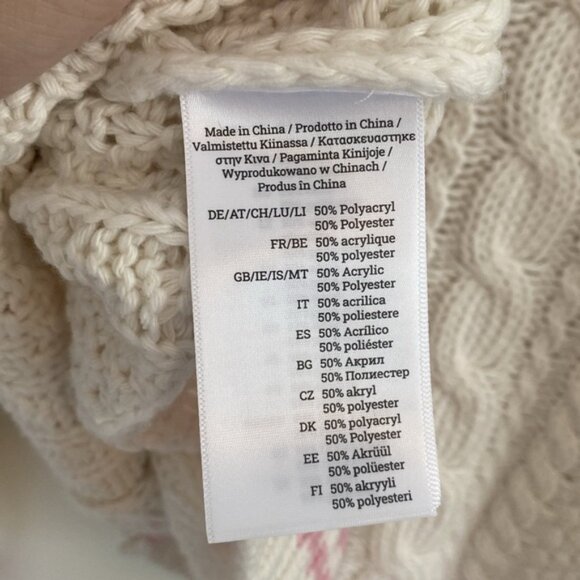 Made in China / Prodotto in China /
Valmistettu Kiinassa / Κατασκευαστηκε
στην Κινα / Pagaminta Kinijoje /
Wyprodukowano w Chinach /
Produs în China
DE/AT/CH/LU/LI 50% Polyacryl
50% Polyester
FR/BE 50% acrylique
50% polyester
GB/IE/IS/MT 50% Acrylic
50% Polyester
IT 50% acrilica
50% poliestere
ES 50% Acrílico
50% poliéster
BG 50% Акрил
50% Полиестер
CZ 50% akryl
50% polyester
DK 50% polyacryl
50% Polyester
EE 50% Akrüül
50% polüester
FI 50% akryyli
50% polyesteri